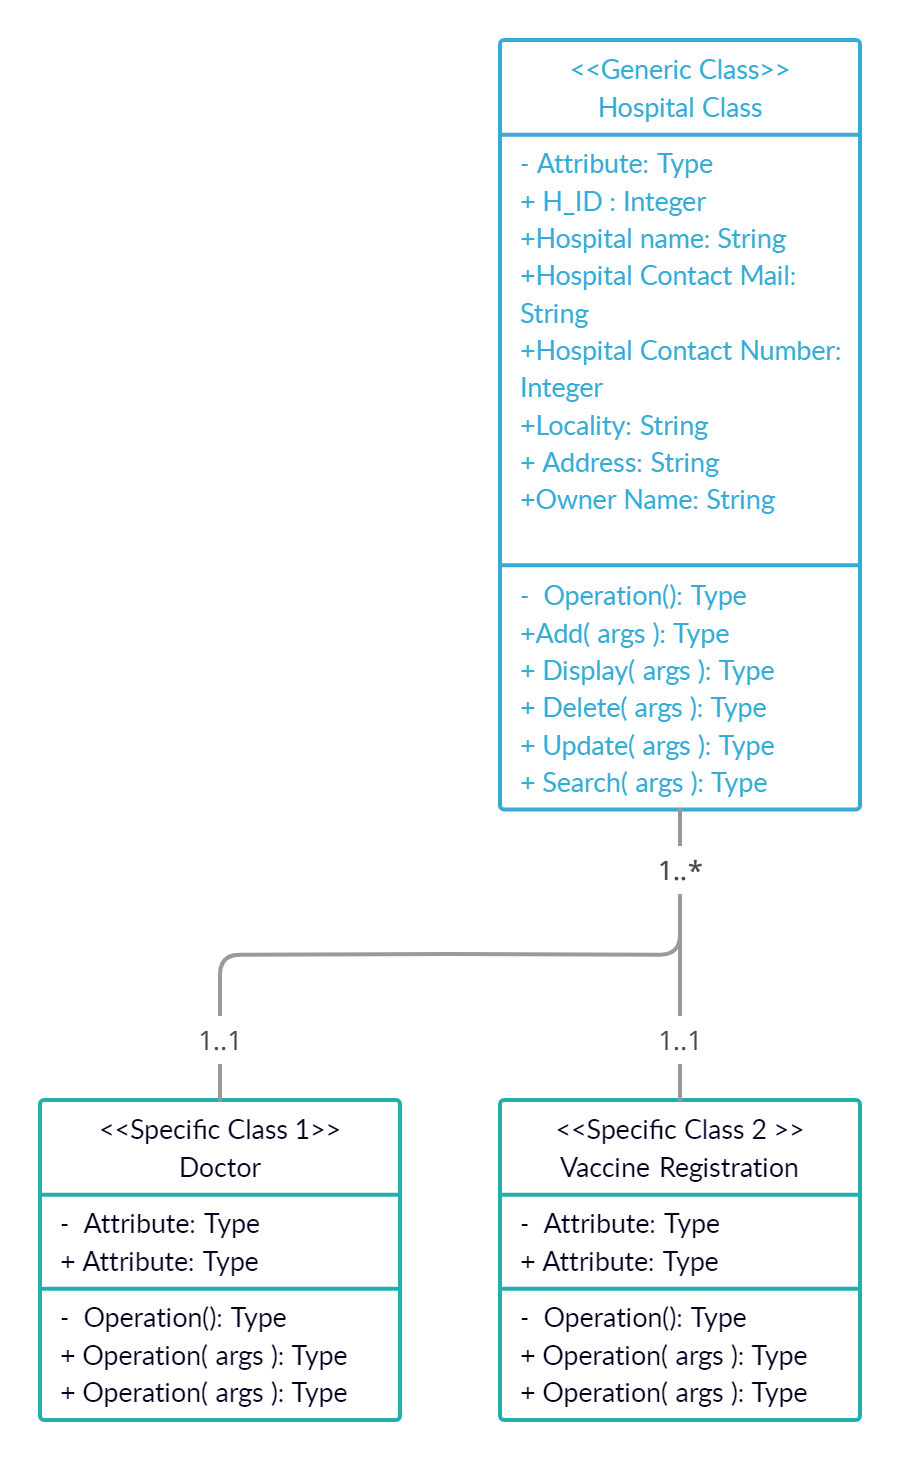 <<Generic Class>>
Hospital Class
- Attribute: Type
+ H_ID : Integer
+Hospital name: String
+Hospital Contact Mail:
String
+Hospital Contact Number:
Integer
+Locality: String
+ Address: String
+Owner Name: String
- Operation(): Type
+Add( args ): Type
+ Display( args ): Type
+ Delete( args ): Type
+ Update( args ): Type
+ Search( args ): Type
1..*
1..1
1..1
<<Specific Class 1>>
Doctor
- Attribute: Type
+ Attribute: Type
- Operation(): Type
+ Operation( args ): Type
+ Operation( args ): Type
<<Specific Class 2 >>
Vaccine Registration
- Attribute: Type
+ Attribute: Type
- Operation(): Type
+ Operation( args ): Type
+ Operation( args ): Type